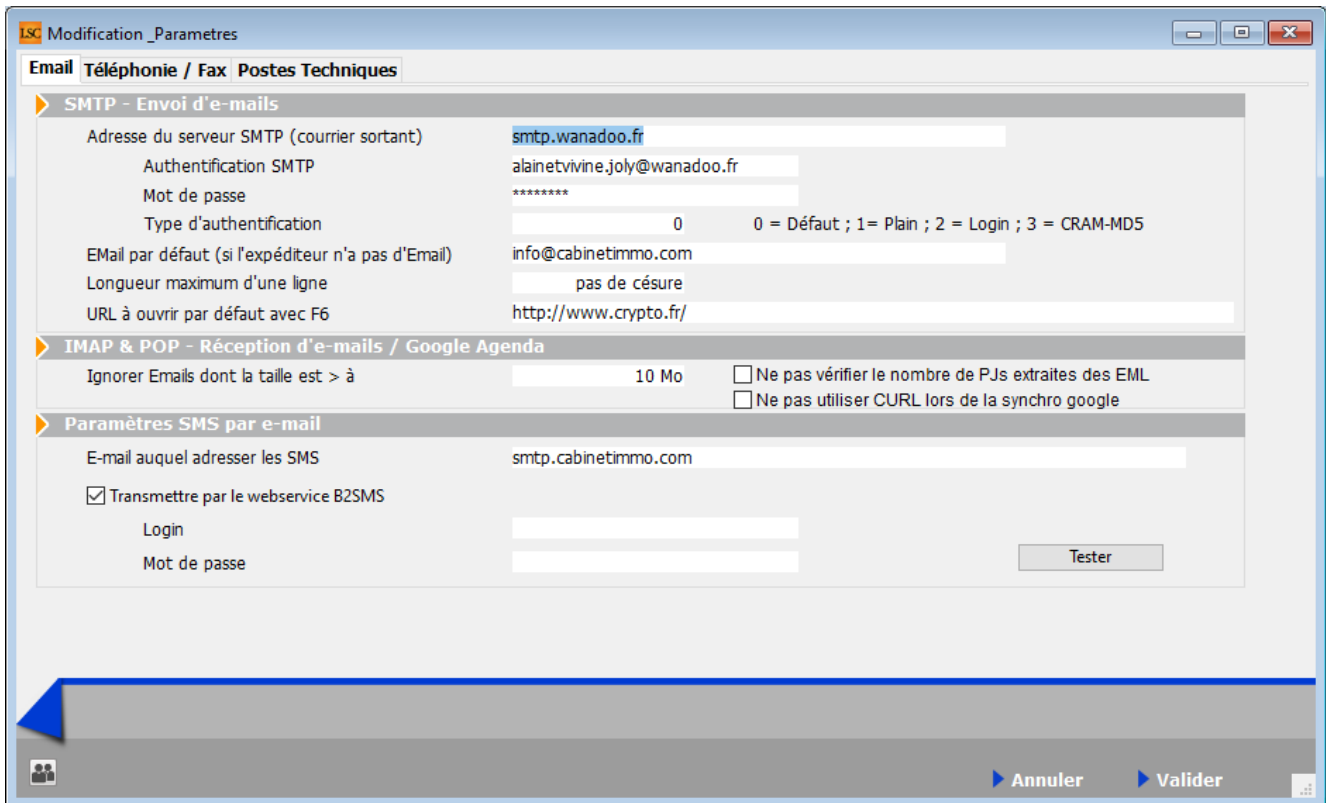 LSC Modification _Parametres
Email Téléphonie / Fax Postes Techniques
SMTP - Envoi d'e-mails
Adresse du serveur SMTP (courrier sortant) smtp.wanadoo.fr
Authentification SMTP alainetvivine.joly@wanadoo.fr
Mot de passe ********
Type d'authentification 0 0 = Défaut ; 1= Plain ; 2 = Login ; 3 = CRAM-MD5
EMail par défaut (si l'expéditeur n'a pas d'Email) info@cabinetimmo.com
Longueur maximum d'une ligne pas de césure
URL à ouvrir par défaut avec F6 http://www.crypto.fr/
IMAP & POP - Réception d'e-mails / Google Agenda
Ignorer Emails dont la taille est > à 10 Mo Ne pas vérifier le nombre de PJs extraites des EML
Ne pas utiliser CURL lors de la synchro google
Paramètres SMS par e-mail
E-mail auquel adresser les SMS smtp.cabinetimmo.com
Transmettre par le webservice B2SMS
Login
Mot de passe Tester
Annuler Valider